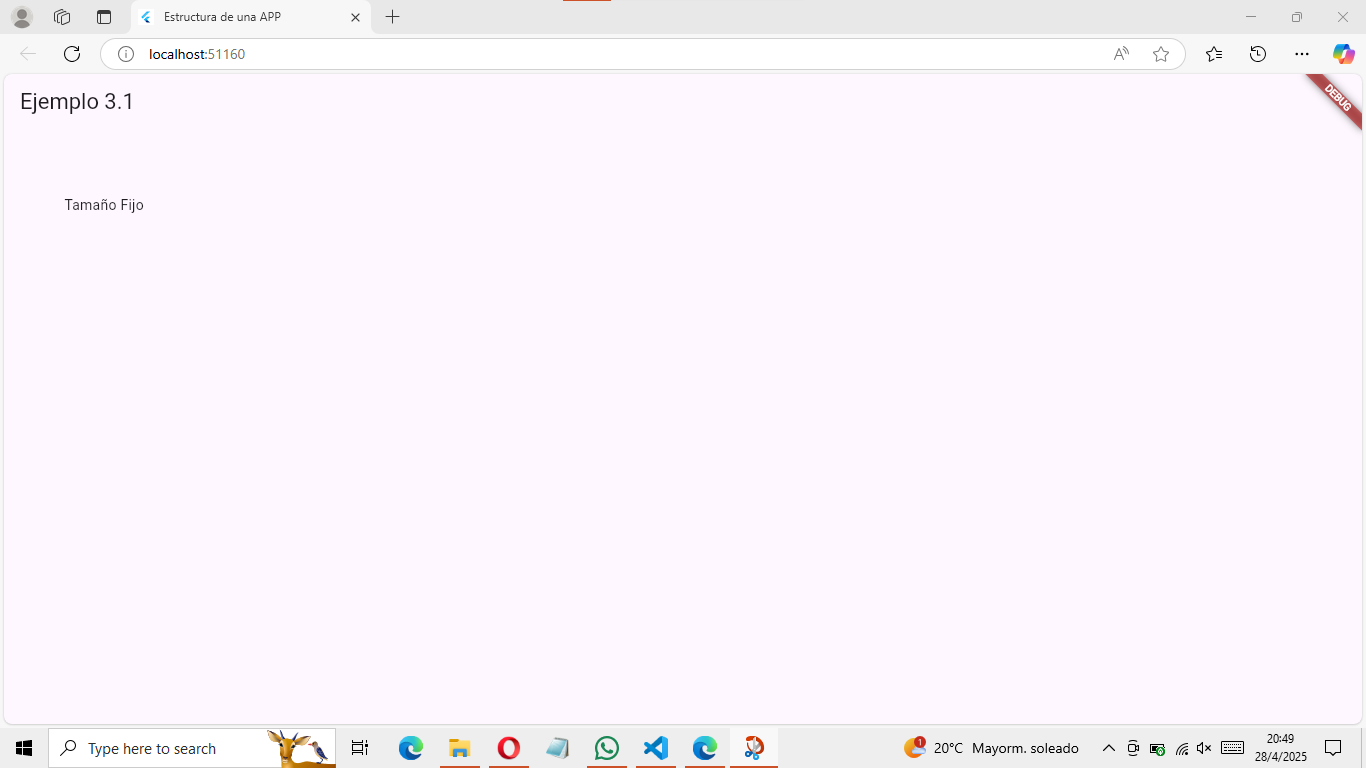 Estructura de una APP
localhost:51160
Ejemplo 3.1
DEBUG
Tamaño Fijo
Type here to search
1
20°C Mayorm. soleado
20:49
28/4/2025